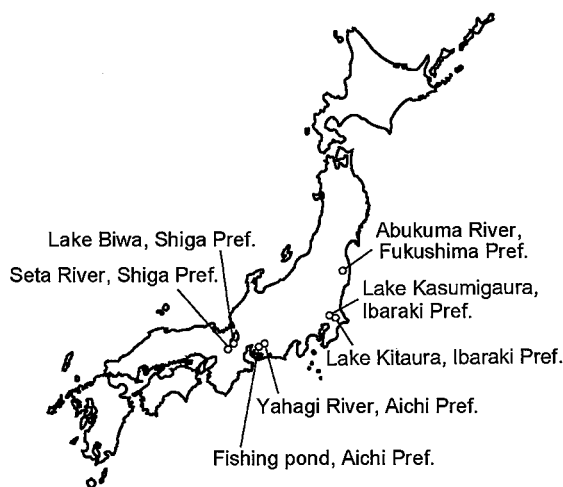 Abukuma River,
Fukushima Pref.
Lake Biwa, Shiga Pref.
Seta River, Shiga Pref.
Lake Kasumigaura,
Ibaraki Pref.
Lake Kitaura, Ibaraki Pref.
Yahagi River, Aichi Pref.
Fishing pond, Aichi Pref.